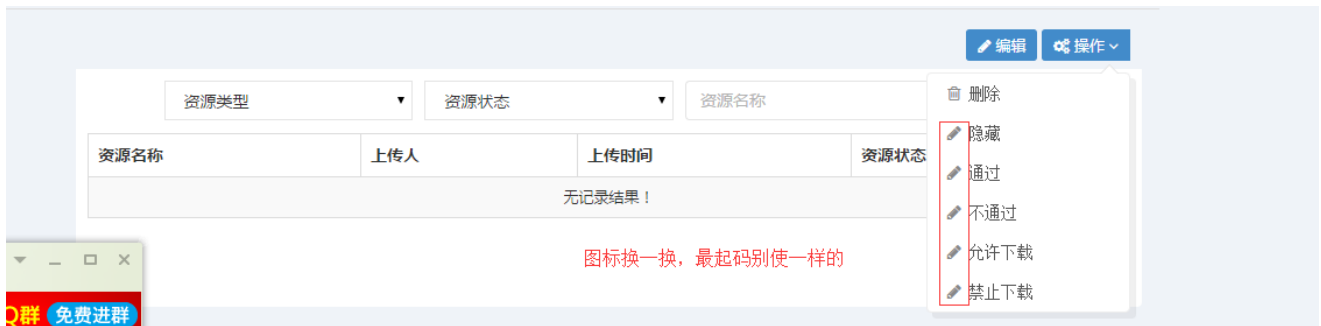 编辑
操作
资源类型
资源状态
资源名称
删除
隐藏
通过
不通过
允许下载
禁止下载
资源名称
上传人
上传时间
资源状态
无记录结果！
图标换一换，最起码别使一样的
Q群 免费进群